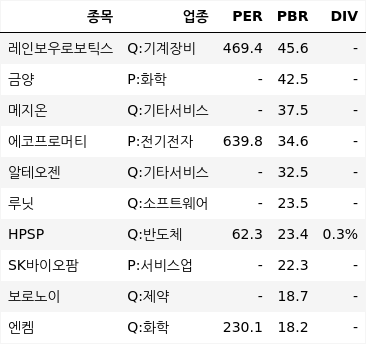 종목 업종 PER PBR DIV
레인보우로보틱스 Q:기계장비 469.4 45.6 -
금양 P:화학 - 42.5 -
메지온 Q:기타서비스 - 37.5 -
에코프로머티 P:전기전자 639.8 34.6 -
알테오젠 Q:기타서비스 - 32.5 -
루닛 Q:소프트웨어 - 23.5 -
HPSP Q:반도체 62.3 23.4 0.3%
SK바이오팜 P:서비스업 - 22.3 -
보로노이 Q:제약 - 18.7 -
엔켐 Q:화학 230.1 18.2 -